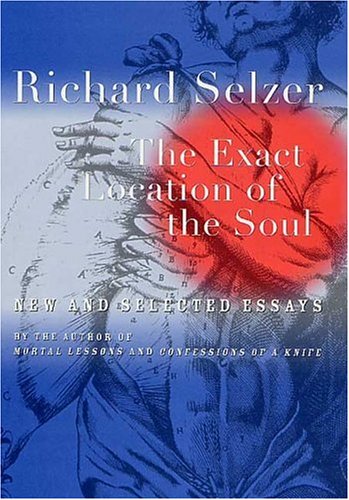 Richard Selzer
The Exact
Location of
the Soul
NEW AND SELECTED ESSAYS
BY THE AUTHOR OF
MORTAL LESSONS AND CONFESSIONS OF A KNIFE